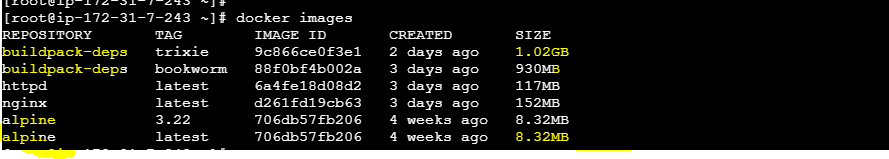 [root@ip-172-31-7-243 ~]#
[root@ip-172-31-7-243 ~]# docker images
REPOSITORY TAG IMAGE ID CREATED SIZE
buildpack-deps trixie 9c866ce0f3e1 2 days ago 1.02GB
buildpack-deps bookworm 88f0bf4b002a 3 days ago 930MB
httpd latest 6a4fe18d08d2 3 days ago 117MB
nginx latest d261fd19cb63 3 days ago 152MB
alpine 3.22 706db57fb206 4 weeks ago 8.32MB
alpine latest 706db57fb206 4 weeks ago 8.32MB